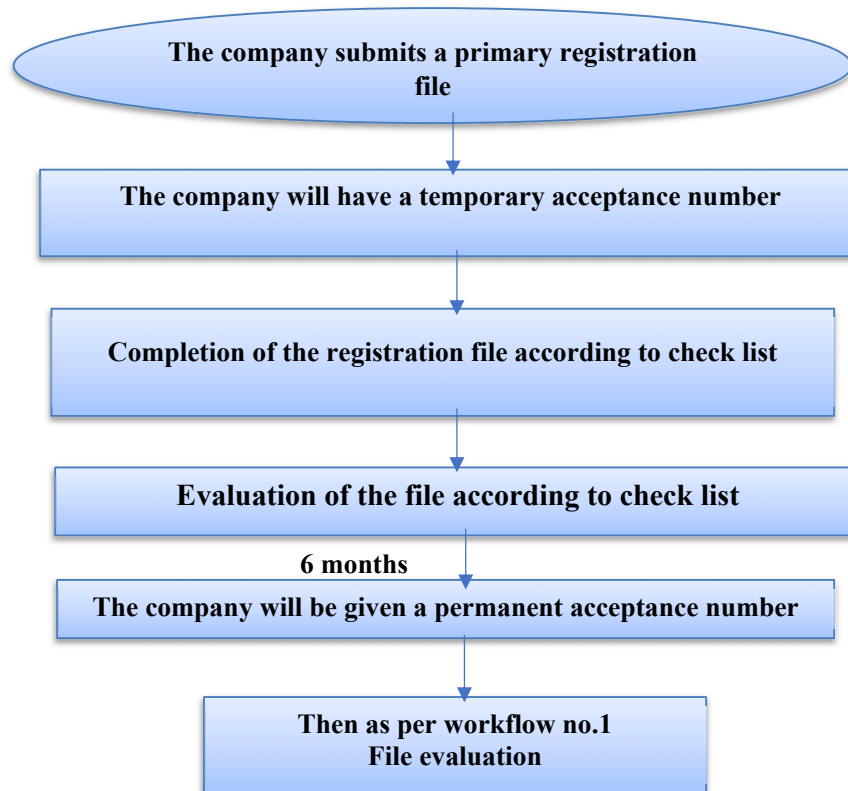 The company submits a primary registration
file
The company will have a temporary acceptance number
Completion of the registration file according to check list
Evaluation of the file according to check list
6 months
The company will be given a permanent acceptance number
Then as per workflow no.1
File evaluation